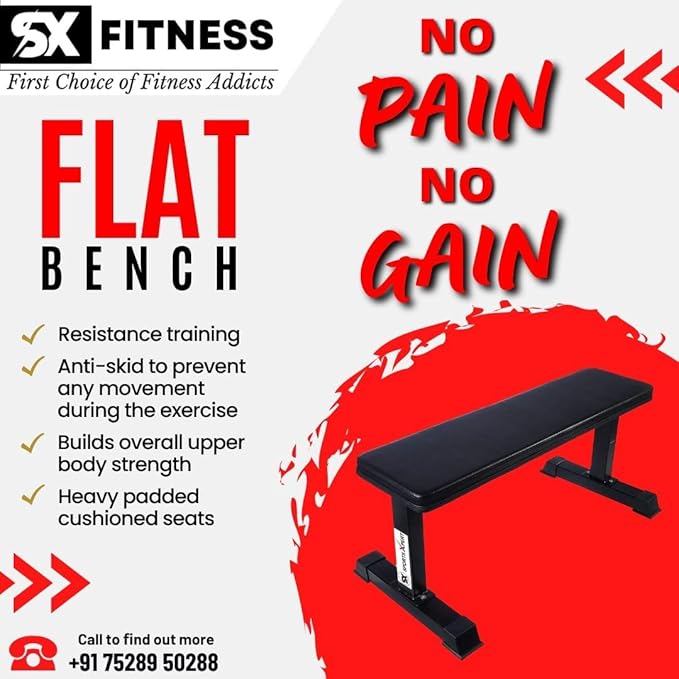 SX FITNESS
First Choice of Fitness Addicts
NO
PAIN
NO
GAIN
FLAT
BENCH
Resistance training
Anti-skid to prevent
any movement
during the exercise
Builds overall upper
body strength
Heavy padded
cushioned seats
SX SPORTSXPERT
Call to find out more
+91 75289 50288